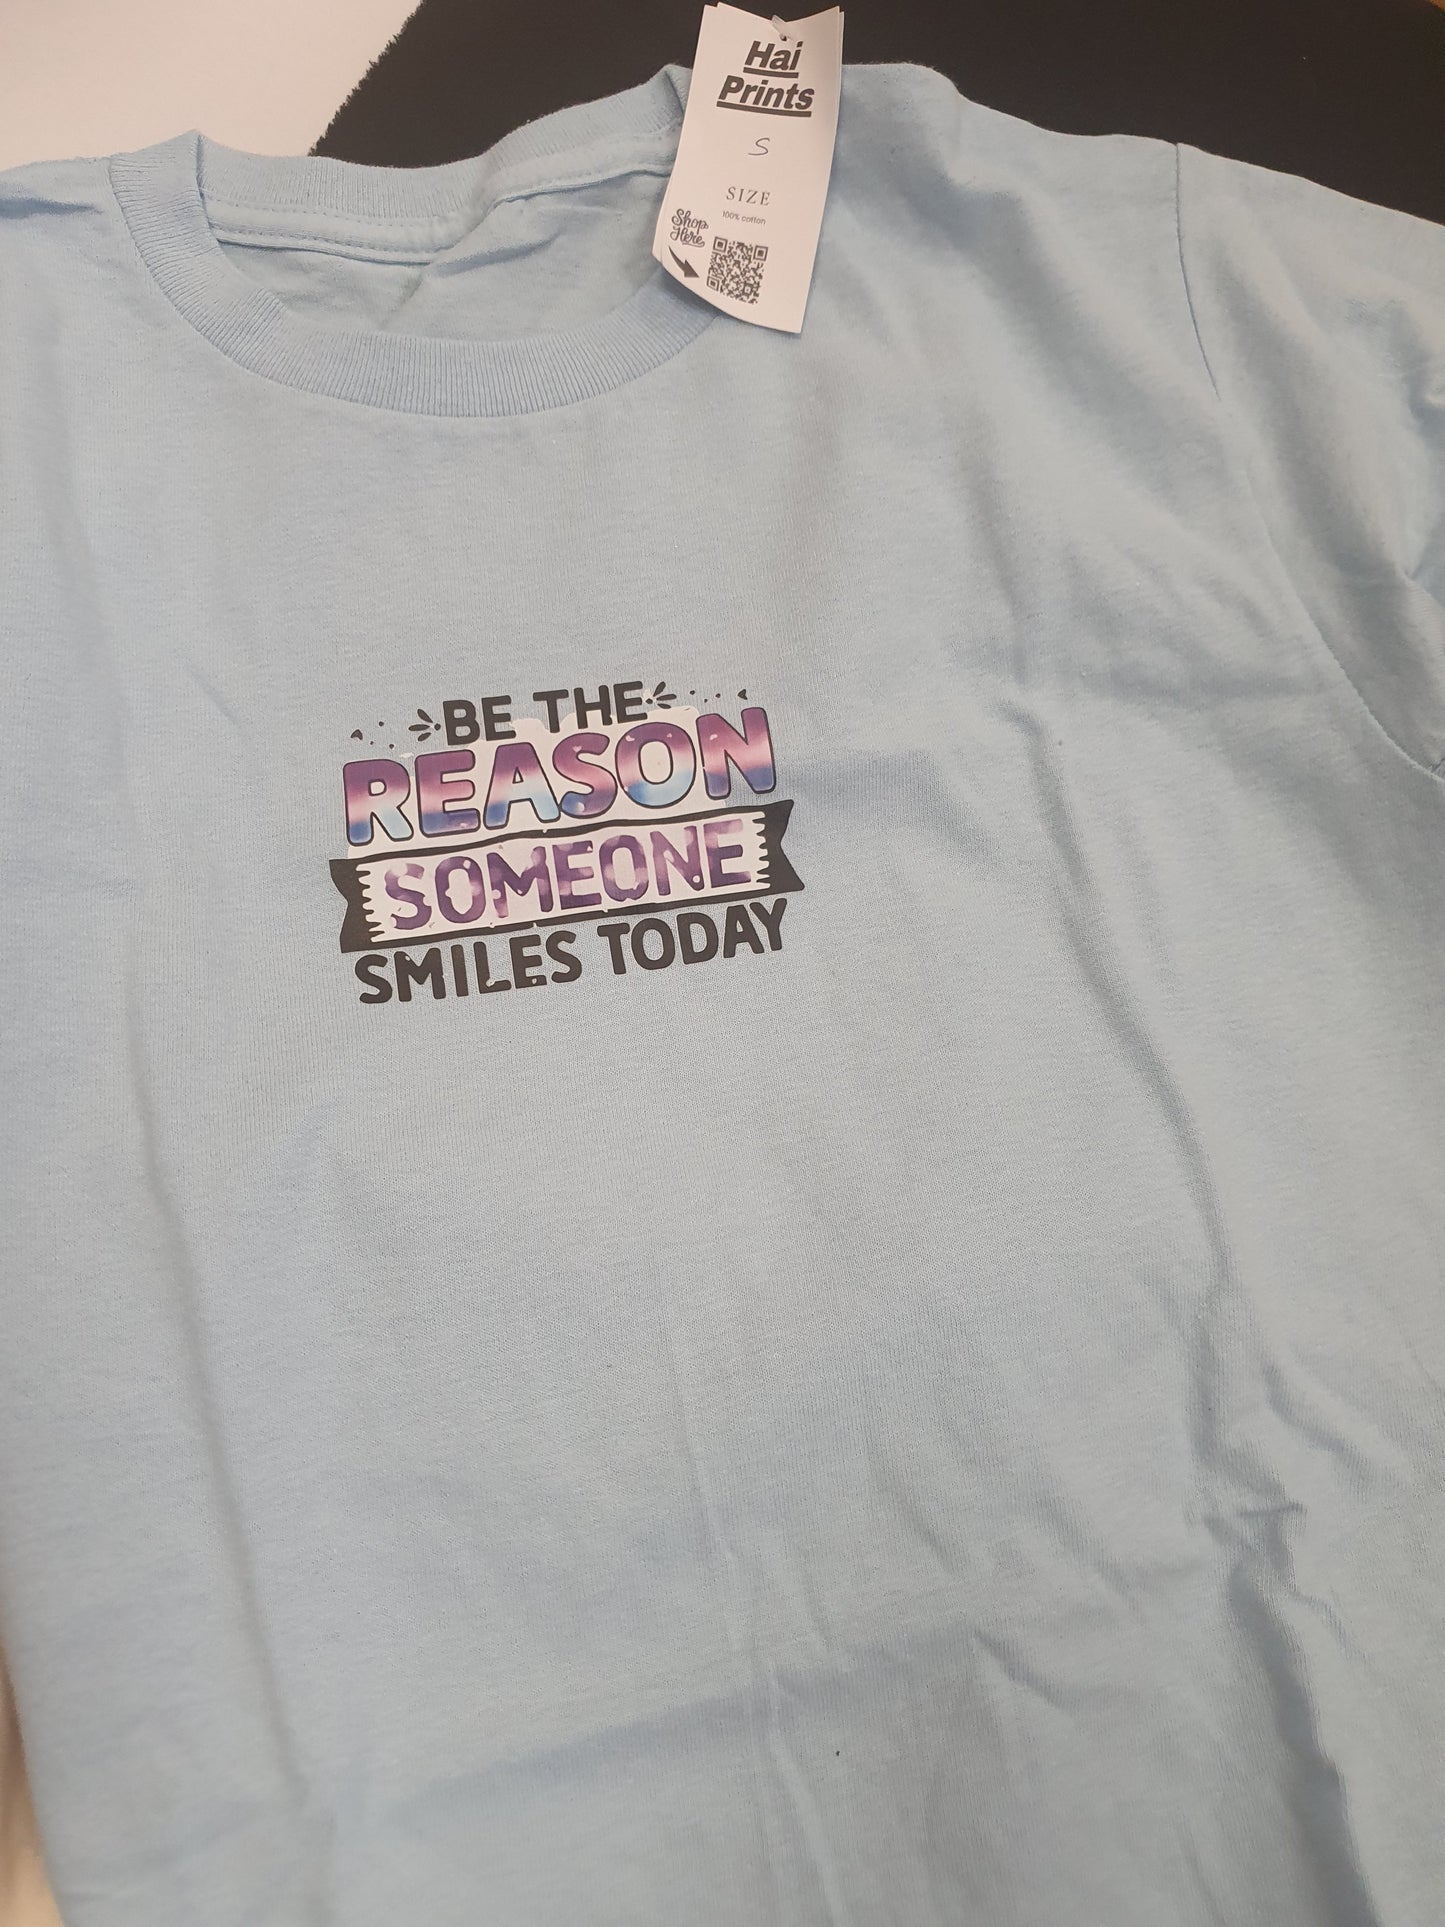 Hai
Prints
S
SIZE
100% cotton
Shop
Here
BE THE
REASON
SOMEONE
SMILES TODAY